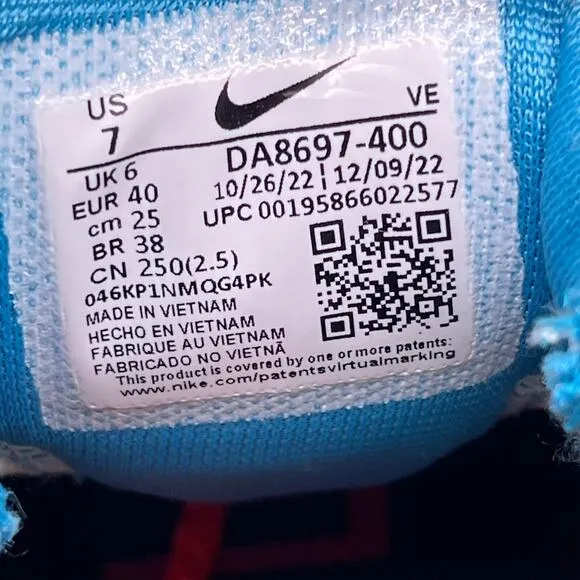 US
7
VE
UK 6
EUR 40
cm 25
BR 38
CN 250(2.5)
DA8697-400
10/26/22 | 12/09/22
UPC 00195866022577
046KP1NMQG4PK
MADE IN VIETNAM
HECHO EN VIETNAM
FABRIQUE AU VIETNAM
FABRICADO NO VIETNÃ
This product is covered by one or more patents:
www.nike.com/patentsvirtualmarking